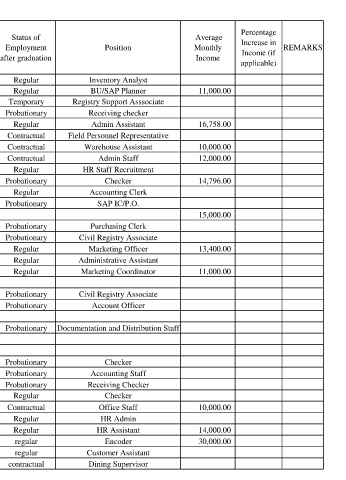 Status of Employment after graduation Position Average Monthly Income Percentage Increase in Income (if applicable) REMARKS
Regular Inventory Analyst
Regular BU/SAP Planner 11,000.00
Temporary Registry Support Asssociate
Probationary Receiving checker
Regular Admin Assistant 16,758.00
Contractual Field Personnel Representative
Contractual Warehouse Assistant 10,000.00
Contractual Admin Staff 12,000.00
Regular HR Staff Recruitment
Probationary Checker 14,796.00
Regular Accounting Clerk
Probationary SAP IC/P.O.
15,000.00
Probationary Purchasing Clerk
Probationary Civil Registry Associate
Regular Marketing Officer 13,400.00
Regular Administrative Assistant
Regular Marketing Coordinator 11,000.00
Probationary Civil Registry Associate
Probationary Account Officer
Probationary Documentation and Distribution Staff
Probationary Checker
Probationary Accounting Staff
Probationary Receiving Checker
Regular Checker
Contractual Office Staff 10,000.00
Regular HR Admin
Regular HR Assistant 14,000.00
regular Encoder 30,000.00
regular Customer Assistant
contractual Dining Supervisor